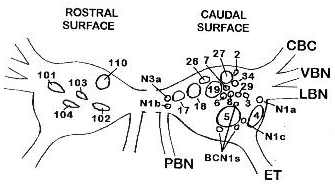 ROSTRAL SURFACE
CAUDAL SURFACE
27
26 7 2
CBC
110
N3a
34
VBN
101
103
29
LBN
19
N1b
18
17
6 9 3
8
N1a
104
102
5
4
N1c
BCN1s
PBN
ET